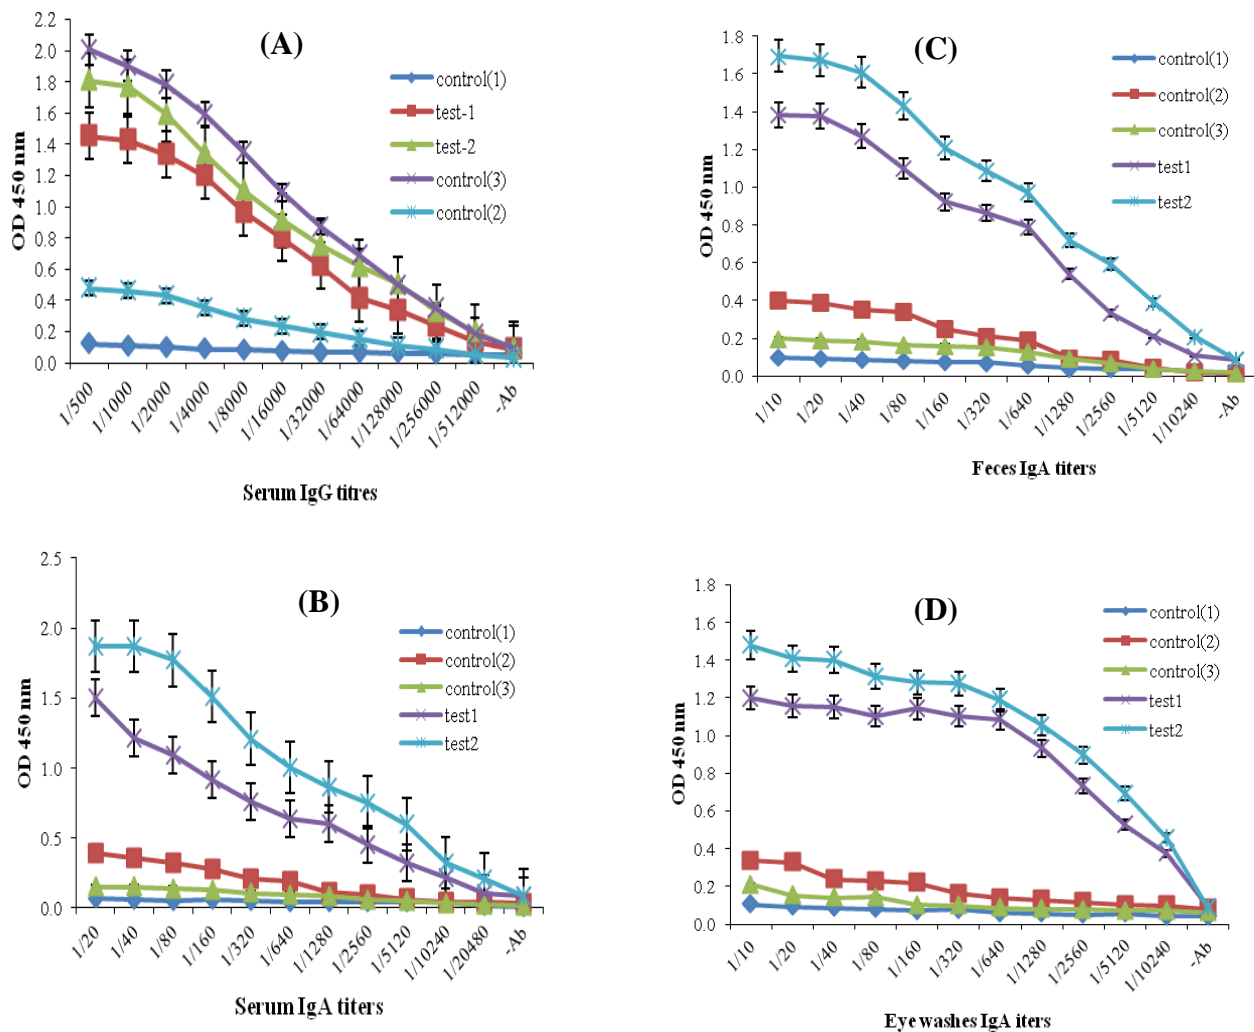 (A)
OD 450 nm
2.2
2.0
1.8
1.6
1.4
1.2
1.0
0.8
0.6
0.4
0.2
0.0
control(1)
test-1
test-2
control(3)
control(2)
1/500
1/1000
1/2000
1/4000
1/8000
1/16000
1/32000
1/64000
1/128000
1/256000
1/512000
-Ab
Serum IgG titres
(C)
OD 450 nm
1.8
1.6
1.4
1.2
1.0
0.8
0.6
0.4
0.2
0.0
control(1)
control(2)
control(3)
test1
test2
1/10
1/20
1/40
1/80
1/160
1/320
1/640
1/1280
1/2560
1/5120
1/10240
-Ab
Feces IgA titers
(B)
OD 450 nm
2.5
2.0
1.5
1.0
0.5
0.0
control(1)
control(2)
control(3)
test1
test2
1/20
1/40
1/80
1/160
1/320
1/640
1/1280
1/2560
1/5120
1/10240
1/20480
-Ab
Serum IgA titers
(D)
OD 450 nm
1.8
1.6
1.4
1.2
1.0
0.8
0.6
0.4
0.2
0.0
control(1)
control(2)
control(3)
test1
test2
1/10
1/20
1/40
1/80
1/160
1/320
1/640
1/1280
1/2560
1/5120
1/10240
-Ab
Eye washes IgA iters